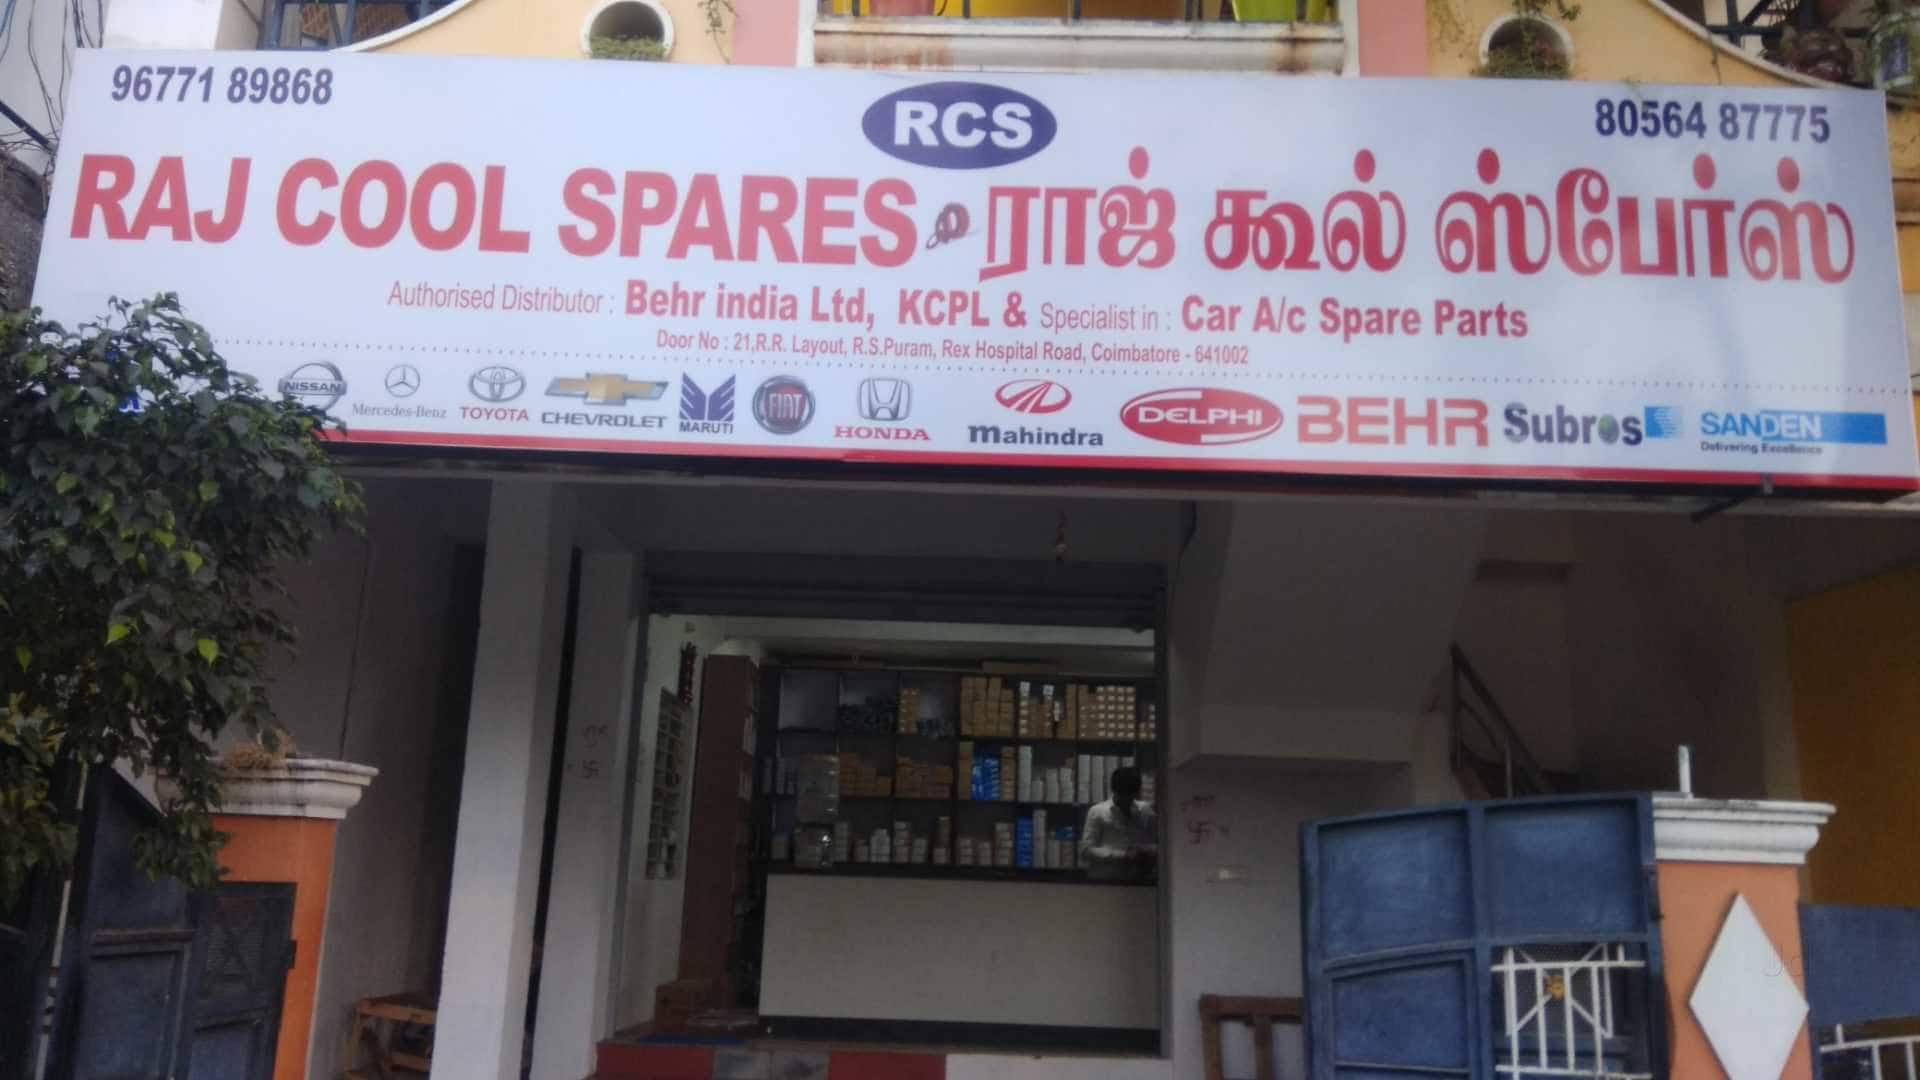 96771 89868
RCS
80564 87775
RAJ COOL SPARES ராஜ் கூல் ஸ்பேர்ஸ்
Authorised Distributor : Behr india Ltd, KCPL & Specialist in : Car A/c Spare Parts
Door No : 21,R.R. Layout, R.S.Puram, Rex Hospital Road, Coimbatore - 641002
NISSAN Mercedes-Benz TOYOTA CHEVROLET MARUTI FIAT HONDA Mahindra DELPHI BEHR Subros SANDEN
Delivering Excellence